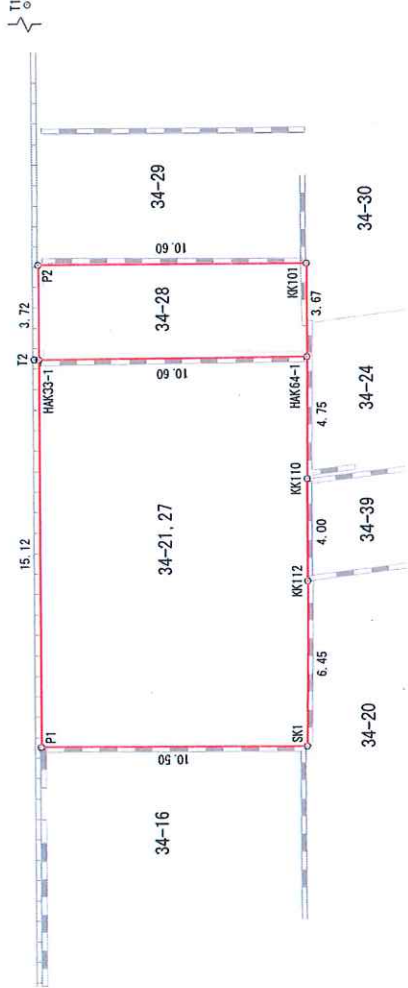 T1
T2
3.72
15.12
P2
HAK33-1
P1
34-29
34-28
34-21, 27
34-16
10.60
10.60
10.50
KK101
HAK64-1
KK110
KK112
SK1
3.67
4.75
4.00
6.45
34-30
34-24
34-39
34-20